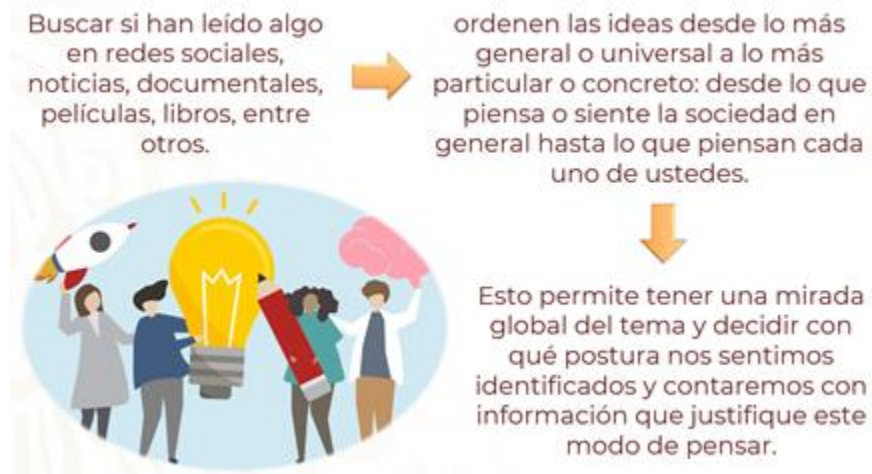 Buscar si han leído algo
en redes sociales,
noticias, documentales,
películas, libros, entre
otros.
ordenen las ideas desde lo más
general o universal a lo más
particular o concreto: desde lo que
piensa o siente la sociedad en
general hasta lo que piensan cada
uno de ustedes.
Esto permite tener una mirada
global del tema y decidir con
qué postura nos sentimos
identificados y contaremos con
información que justifique este
modo de pensar.